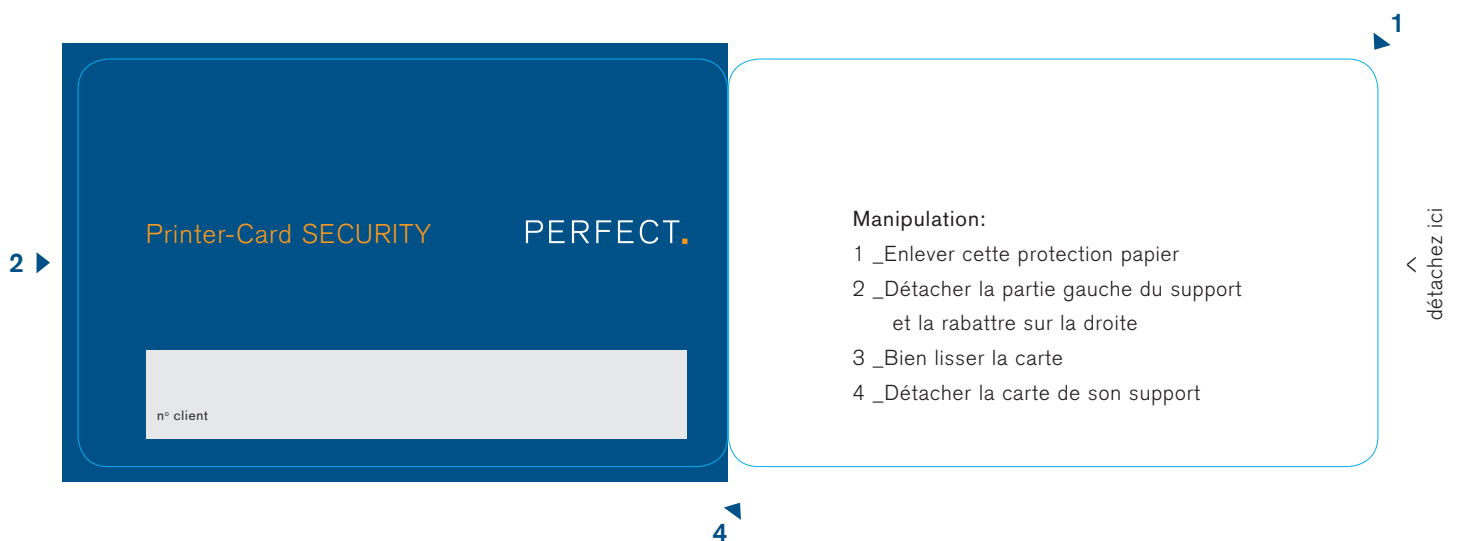 1
Printer-Card SECURITY
PERFECT.
2
n° client
Manipulation:
1 _Enlever cette protection papier
2 _Détacher la partie gauche du support
et la rabattre sur la droite
3 _Bien lisser la carte
4 _Détacher la carte de son support
détachez ici
4